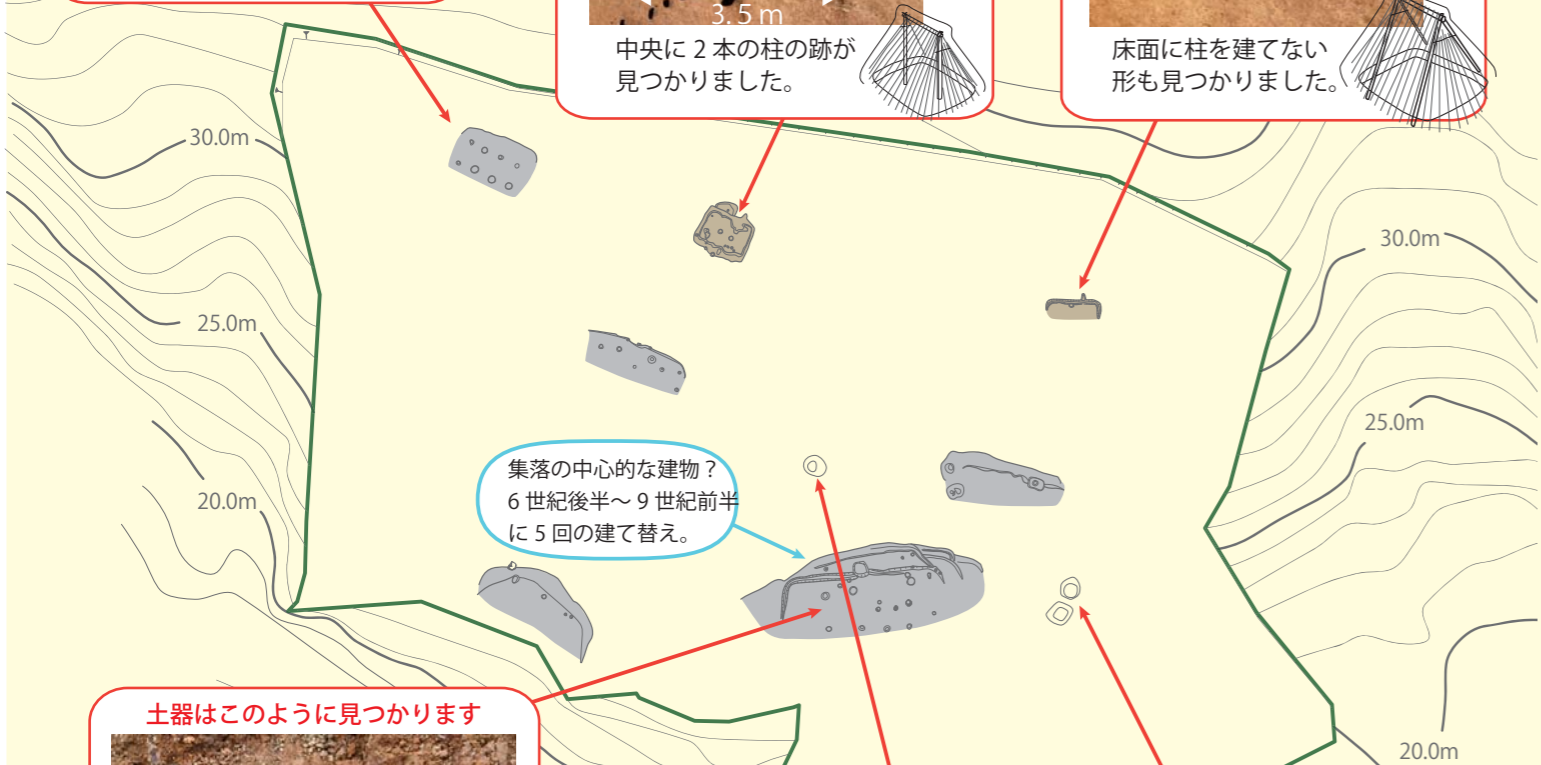 3.5 m
中央に 2 本の柱の跡が
見つかりました。
床面に柱を建てない
形も見つかりました。
30.0m
30.0m
25.0m
25.0m
集落の中心的な建物？
6 世紀後半～ 9 世紀前半
に 5 回の建て替え。
20.0m
土器はこのように見つかります
20.0m